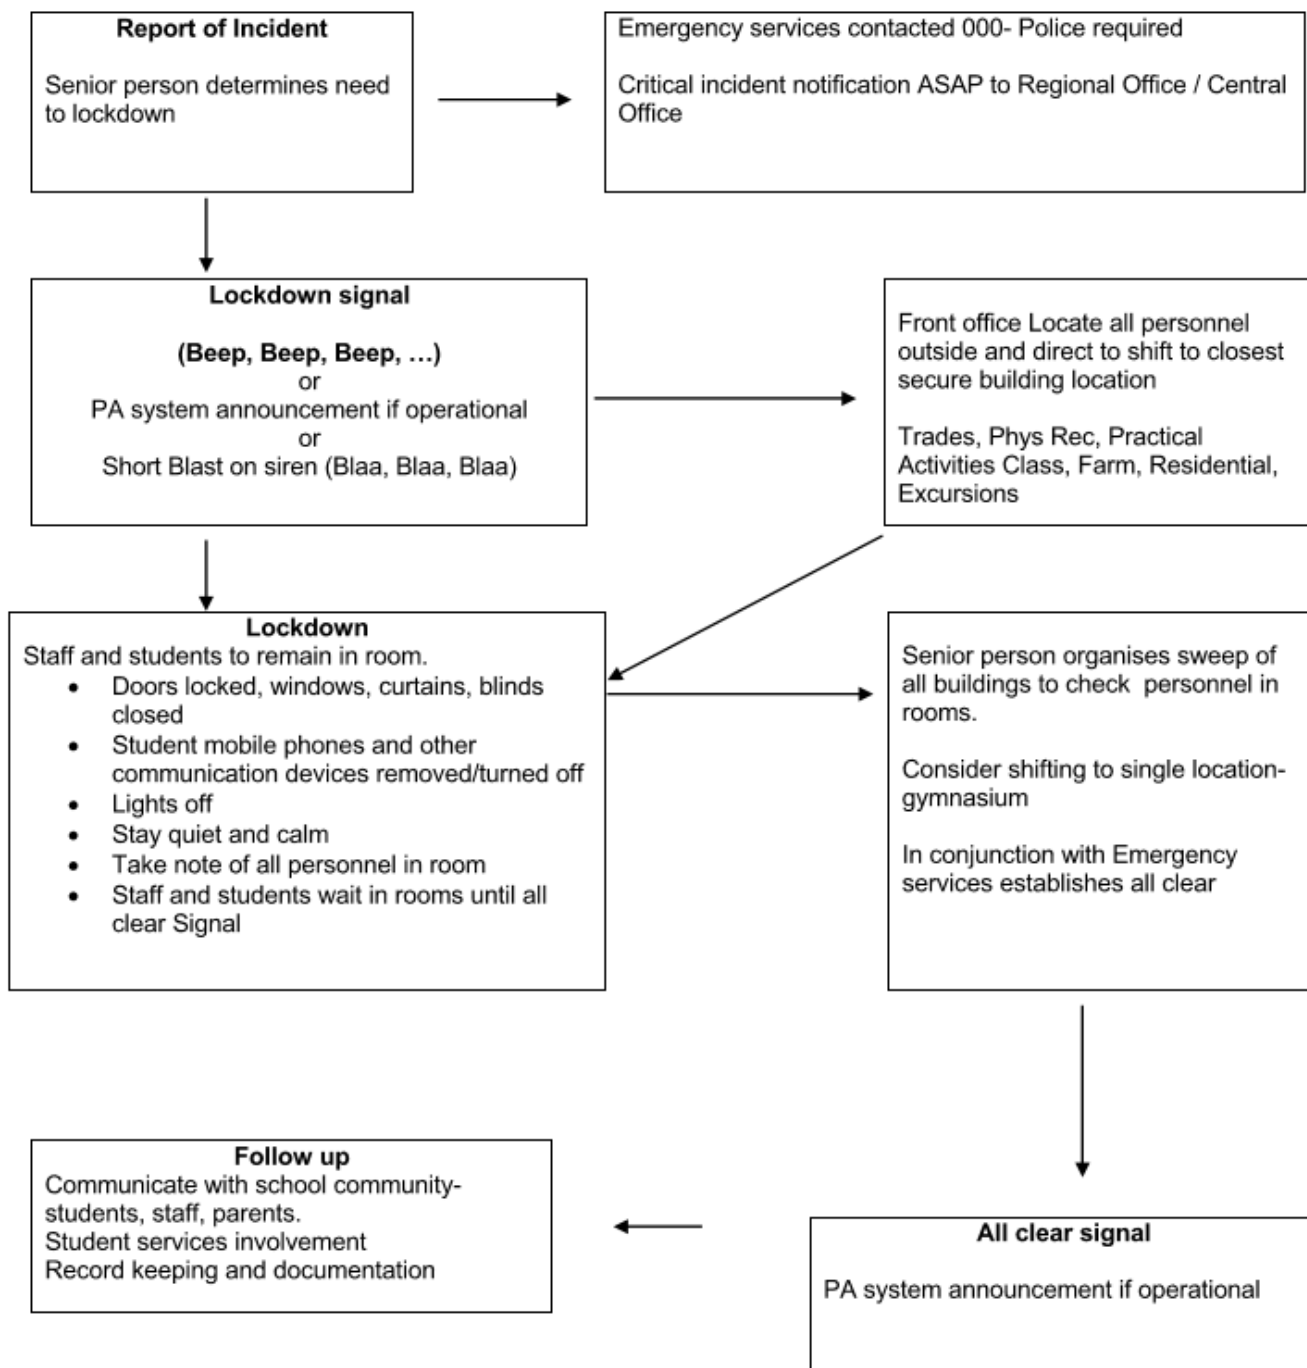 Report of Incident
Senior person determines need
to lockdown
Emergency services contacted 000- Police required
Critical incident notification ASAP to Regional Office / Central
Office
Lockdown signal
(Beep, Beep, Beep, …)
or
PA system announcement if operational
or
Short Blast on siren (Blaa, Blaa, Blaa)
Front office Locate all personnel
outside and direct to shift to closest
secure building location
Trades, Phys Rec, Practical
Activities Class, Farm, Residential,
Excursions
Lockdown
Staff and students to remain in room.
• Doors locked, windows, curtains, blinds
closed
• Student mobile phones and other
communication devices removed/turned off
• Lights off
• Stay quiet and calm
• Take note of all personnel in room
• Staff and students wait in rooms until all
clear Signal
Senior person organises sweep of
all buildings to check personnel in
rooms.
Consider shifting to single location-
gymnasium
In conjunction with Emergency
services establishes all clear
All clear signal
PA system announcement if operational
Follow up
Communicate with school community-
students, staff, parents.
Student services involvement
Record keeping and documentation